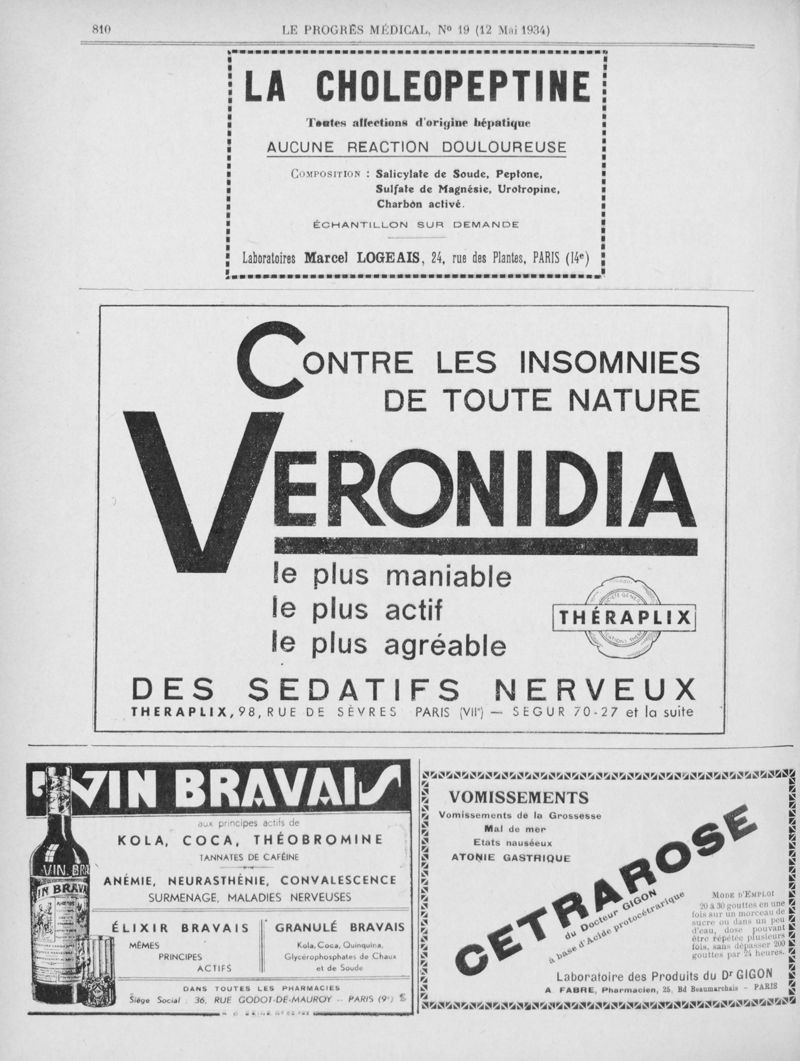 810
LE PROGRÈS MÉDICAL, No 19 (12 Mai 1934)
LA CHOLEOPEPTINE
Toutes affections d'origine hépatique
AUCUNE REACTION DOULOUREUSE
COMPOSITION : Salicylate de Soude, Peptone,
Sulfate de Magnésie, Urotropine,
Charbon activé.
ÉCHANTILLON SUR DEMANDE
Laboratoires Marcel LOGEAIS, 24, rue des Plantes, PARIS (14e)
CONTRE LES INSOMNIES
DE TOUTE NATURE
VERONIDIA
le plus maniable
le plus actif
le plus agréable
THÉRAPLIX
DES SEDATIFS NERVEUX
THERAPLIX, 98, RUE DE SÈVRES PARIS (VIIe) — SEGUR 70-27 et la suite
VIN BRAVAIS
aux principes actifs de
KOLA, COCA, THÉOBROMINE
TANNATES DE CAFÉINE
ANÉMIE, NEURASTHÉNIE, CONVALESCENCE
SURMENAGE, MALADIES NERVEUSES
VIN BRA
VIN BRAVAI
ÉLIXIR BRAVAIS
MÊMES
PRINCIPES
ACTIFS
GRANULÉ BRAVAIS
Kola, Coca, Quinquina,
Glycérophosphates de Chaux
et de Soude
DANS TOUTES LES PHARMACIES
Siège Social : 36, RUE GODOT-DE-MAUROY — PARIS (9e)
VOMISSEMENTS
Vomissements de la Grossesse
Mal de mer
Etats nauséeux
ATONIE GASTRIQUE
CETRAROSE
du Docteur GIGON
à base d'Acide protocétrarique
MODE D'EMPLOI
20 à 30 gouttes en une
fois sur un morceau de
sucre ou dans un peu
d'eau, dose pouvant
être répétée plusieurs
fois, sans dépasser 200
gouttes par 24 heures.
Laboratoire des Produits du Dr GIGON
A. FABRE, Pharmacien, 25, Bd Beaumarchais - PARIS